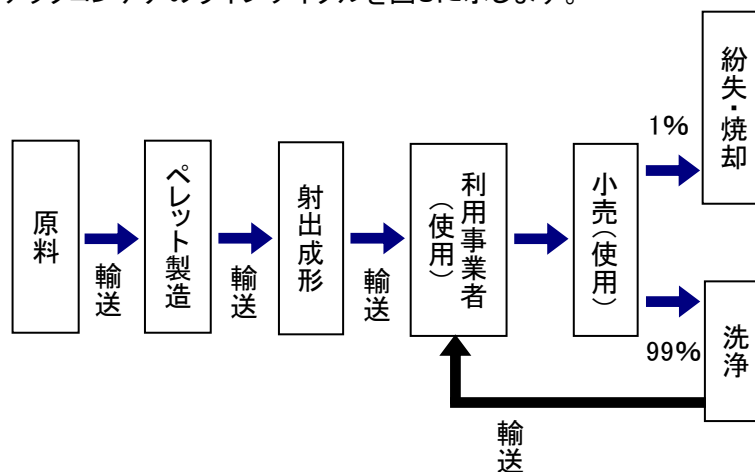 原料
輸送
ペレット製造
輸送
射出成形
輸送
利用事業者
(使用)
小売(使用)
1%
紛失・焼却
99%
洗浄
輸送